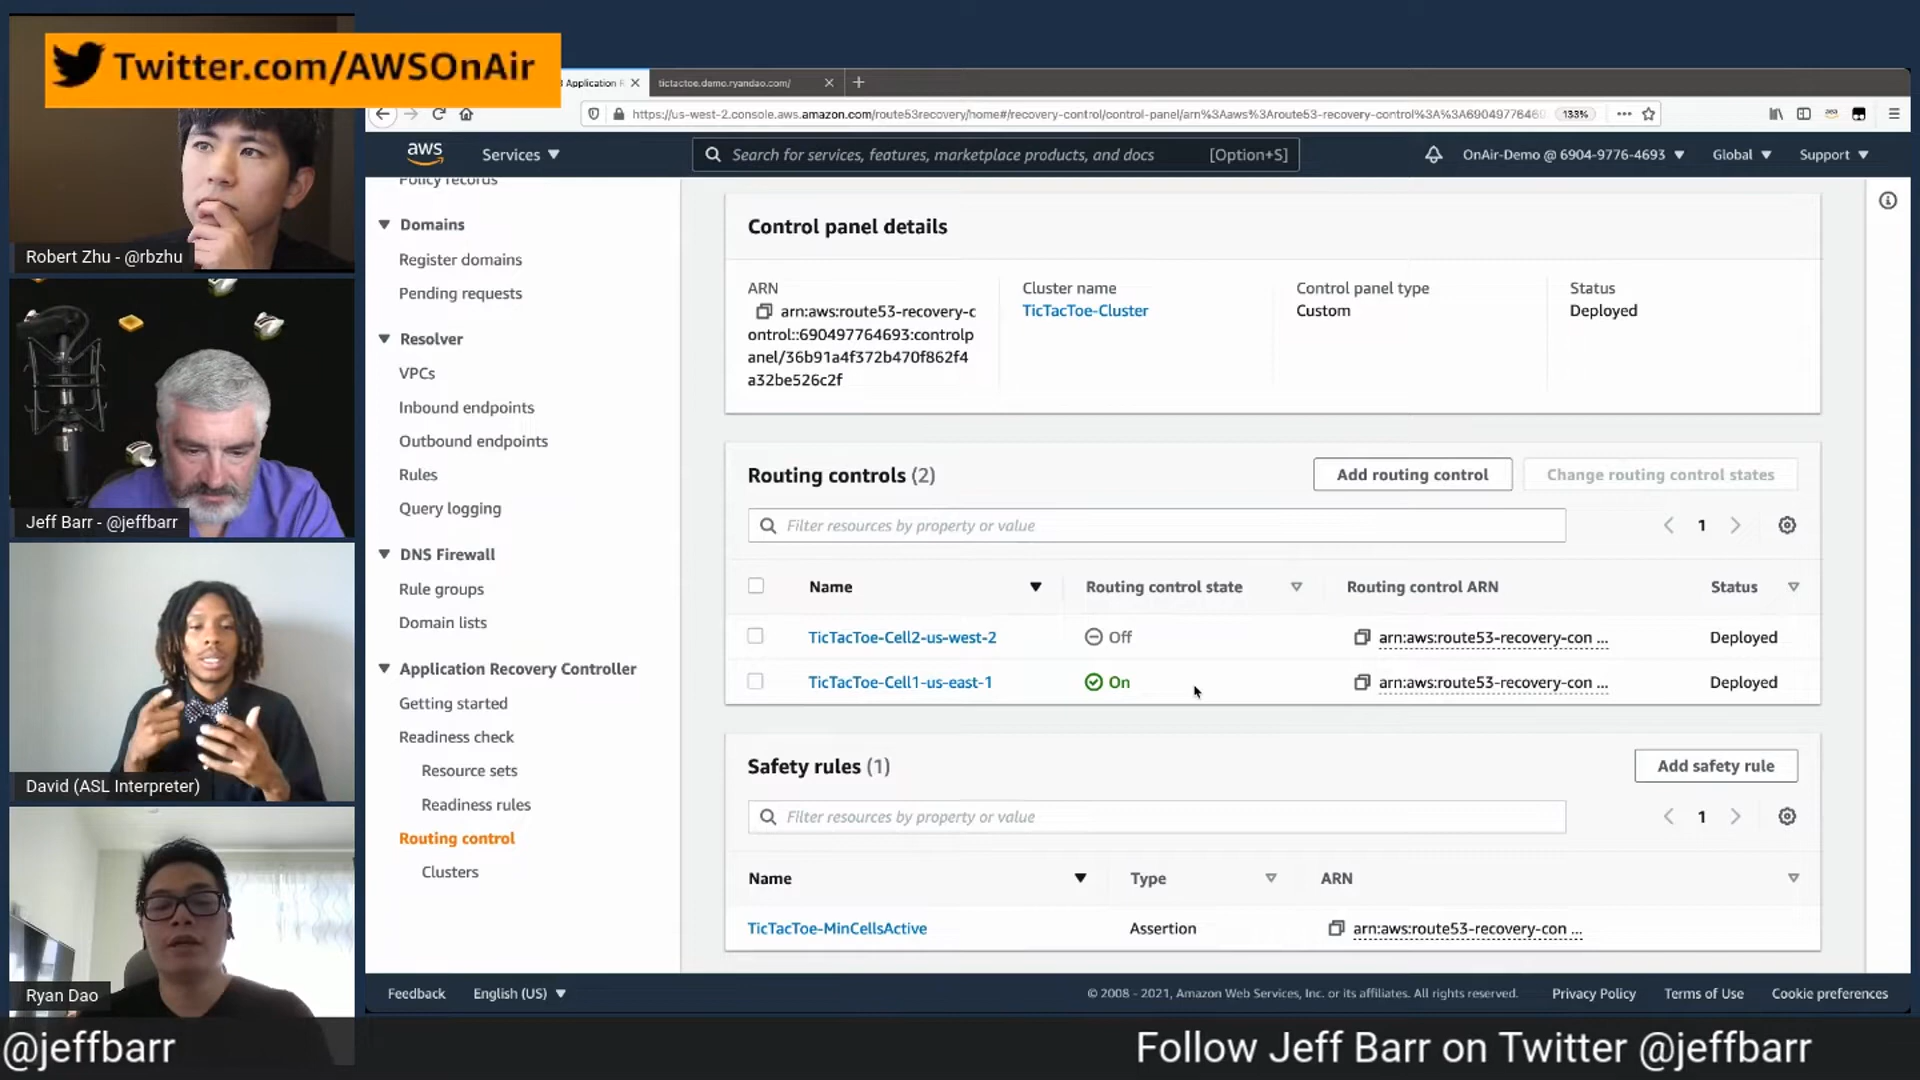 Twitter.com/AWSOnAir
Application R
tictactoe.demo.ryandao.com/
https://us-west-2.console.aws.amazon.com/route53recovery/home#/recovery-control/control-panel/arn%3Aaws%3Aroute53-recovery-control%3A%3A6904977646
133%
aws
Services
Search for services, features, marketplace products, and docs
[Option+S]
OnAir-Demo @ 6904-9776-4693
Global
Support
Policy records
Domains
Register domains
Pending requests
Resolver
VPCs
Inbound endpoints
Outbound endpoints
Rules
Query logging
DNS Firewall
Rule groups
Domain lists
Application Recovery Controller
Getting started
Readiness check
Resource sets
Readiness rules
Routing control
Clusters
Control panel details
ARN
arn:aws:route53-recovery-c
ontrol::690497764693:controlp
anel/36b91a4f372b470f862f4
a32be526c2f
Cluster name
TicTacToe-Cluster
Control panel type
Custom
Status
Deployed
Routing controls (2)
Add routing control
Change routing control states
Filter resources by property or value
1
Name
Routing control state
Routing control ARN
Status
TicTacToe-Cell2-us-west-2
Off
arn:aws:route53-recovery-con ...
Deployed
TicTacToe-Cell1-us-east-1
On
arn:aws:route53-recovery-con ...
Deployed
Safety rules (1)
Add safety rule
Filter resources by property or value
1
Name
Type
ARN
TicTacToe-MinCellsActive
Assertion
arn:aws:route53-recovery-con ...
Feedback
English (US)
© 2008 - 2021, Amazon Web Services, Inc. or its affiliates. All rights reserved.
Privacy Policy
Terms of Use
Cookie preferences
Robert Zhu - @rbzhu
Jeff Barr - @jeffbarr
David (ASL Interpreter)
Ryan Dao
@jeffbarr
Follow Jeff Barr on Twitter @jeffbarr